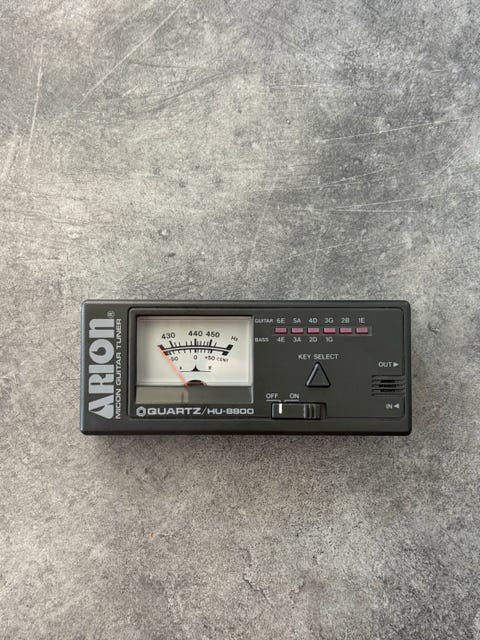 ARION®
MICON GUITAR TUNER
430 440 450 Hz
-50 0 +50 CENT
♭ ♯
QUARTZ/HU-8800
GUITAR 6E 5A 4D 3G 2B 1E
BASS 4E 3A 2D 1G
KEY SELECT
OFF ON
OUT ▶
IN ◀